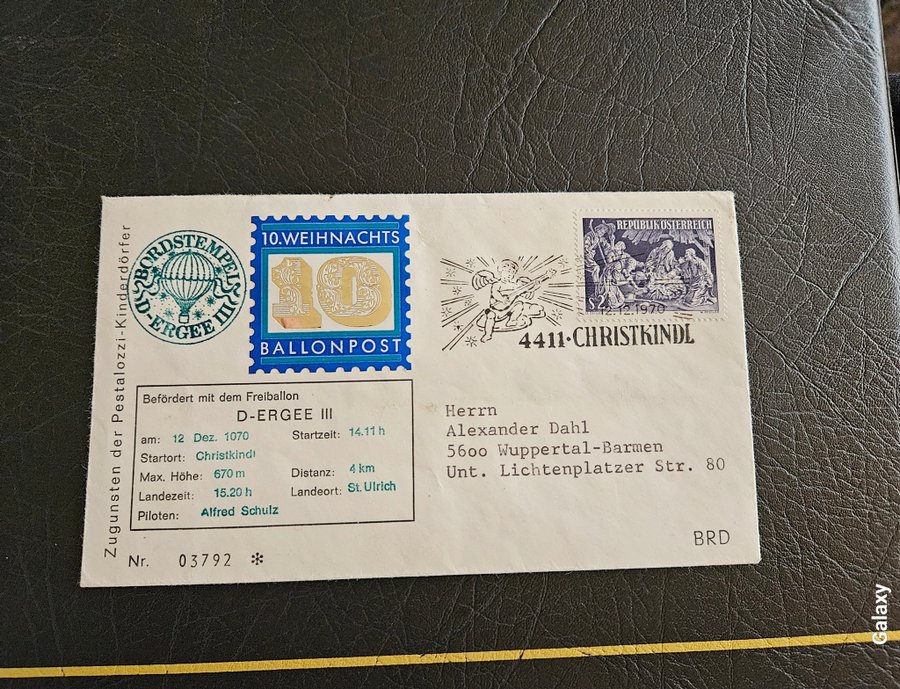 Zugunsten der Pestalozzi-Kinderdörfer
BORDSTEMPEL
D-ERGEE III
10. WEIHNACHTS
10
BALLONPOST
REPUBLIK ÖSTERREICH
S2
12.12.1970
4411·CHRISTKINDL
Befördert mit dem Freiballon
D-ERGEE III
am: 12 Dez. 1070 Startzeit: 14.11 h
Startort: Christkindl
Max. Höhe: 670 m Distanz: 4 km
Landezeit: 15.20 h Landeort: St. Ulrich
Piloten: Alfred Schulz
Nr. 03792 *
Herrn
Alexander Dahl
56oo Wuppertal-Barmen
Unt. Lichtenplatzer Str. 80
BRD
Galaxy